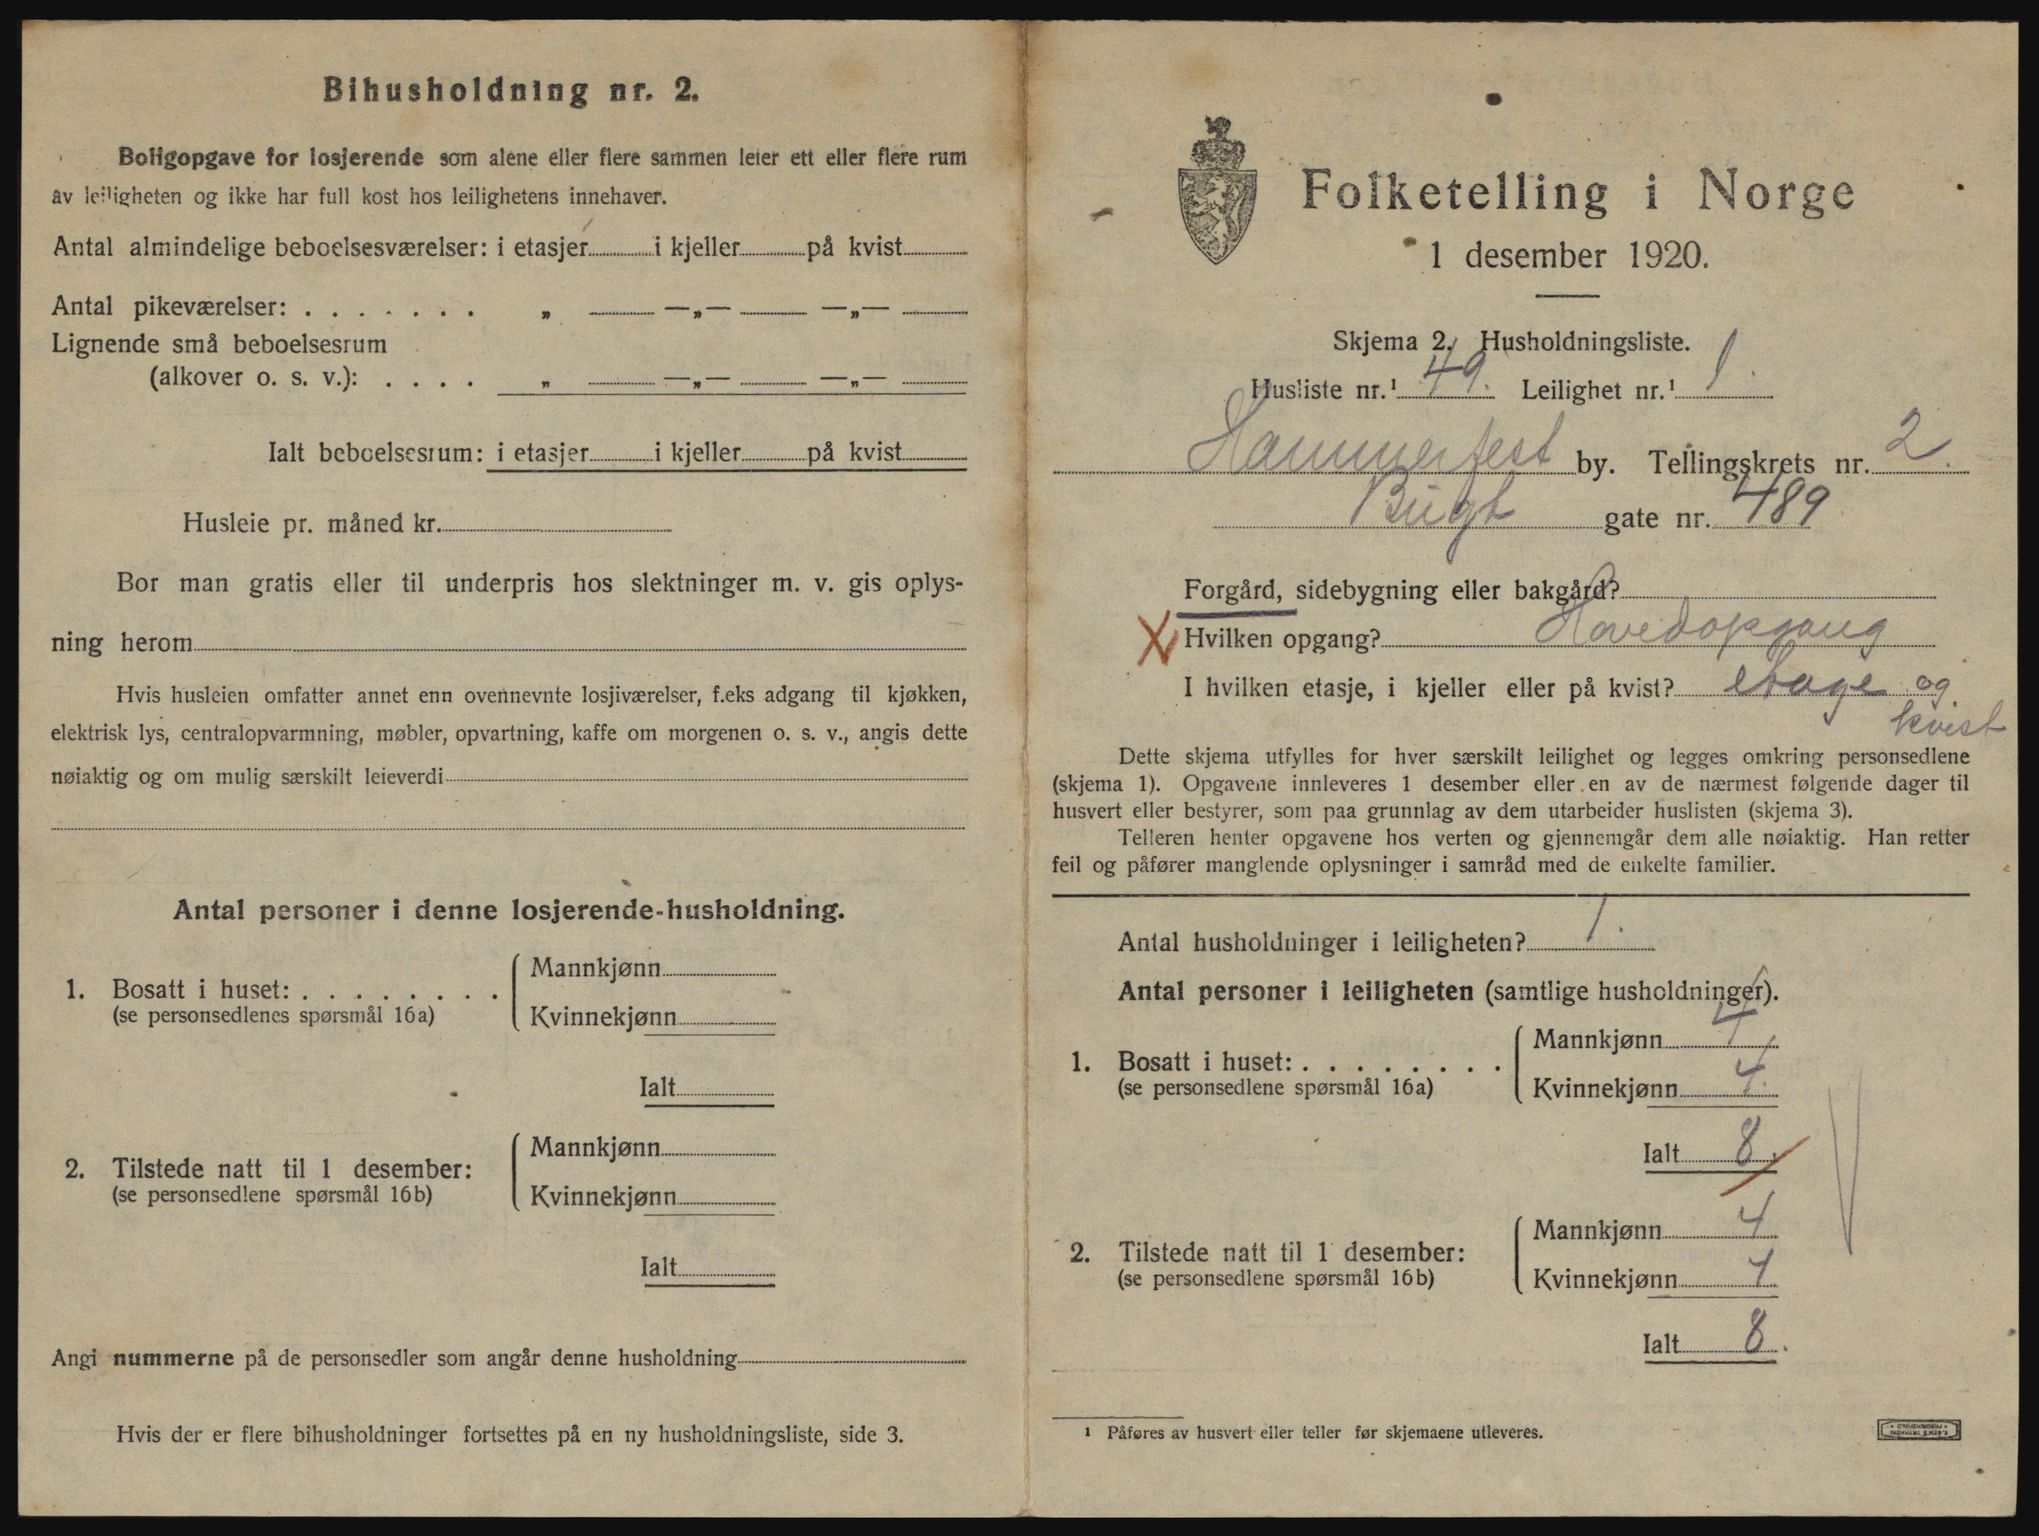 Bihusholdning nr. 2.
Boligopgave for losjerende som alene eller flere sammen leier ett eller flere rum
av leiligheten og ikke har full kost hos leilighetens innehaver.
Antal almindelige beboelsesværelser: i etasjer i kjeller på kvist
Antal pikeværelser: . . . . . . . „ —„— —„—
Lignende små beboelsesrum
(alkover o. s. v.): . . . . „ —„— —„—
Ialt beboelsesrum: i etasjer i kjeller på kvist
Husleie pr. måned kr.
Bor man gratis eller til underpris hos slektninger m. v. gis oplys-
ning herom
Hvis husleien omfatter annet enn ovennevnte losjiværelser, f.eks adgang til kjøkken,
elektrisk lys, centralopvarmning, møbler, opvartning, kaffe om morgenen o. s. v., angis dette
nøiaktig og om mulig særskilt leieverdi
Antal personer i denne losjerende-husholdning.
1. Bosatt i huset: . . . . . . . . Mannkjønn
(se personsedlenes spørsmål 16a) Kvinnekjønn
Ialt
2. Tilstede natt til 1 desember: Mannkjønn
(se personsedlene spørsmål 16b) Kvinnekjønn
Ialt
Angi nummerne på de personsedler som angår denne husholdning
Hvis der er flere bihusholdninger fortsettes på en ny husholdningsliste, side 3.
Folketelling i Norge
1 desember 1920.
Skjema 2. Husholdningsliste.
Husliste nr.¹ 49. Leilighet nr.¹ 1.
Hammerfest by. Tellingskrets nr. 2.
Bugt gate nr. 489
Forgård, sidebygning eller bakgård?
Hvilken opgang? Hovedopgang
I hvilken etasje, i kjeller eller på kvist? etage og
kvist
Dette skjema utfylles for hver særskilt leilighet og legges omkring personsedlene
(skjema 1). Opgavene innleveres 1 desember eller en av de nærmest følgende dager til
husvert eller bestyrer, som paa grunnlag av dem utarbeider huslisten (skjema 3).
Telleren henter opgavene hos verten og gjennemgår dem alle nøiaktig. Han retter
feil og påfører manglende oplysninger i samråd med de enkelte familier.
Antal husholdninger i leiligheten? 1.
Antal personer i leiligheten (samtlige husholdninger).
1. Bosatt i huset: . . . . . . . . Mannkjønn 4
(se personsedlene spørsmål 16a) Kvinnekjønn 4.
Ialt 8.
2. Tilstede natt til 1 desember: Mannkjønn 4
(se personsedlene spørsmål 16b) Kvinnekjønn 4
Ialt 8.
¹ Påføres av husvert eller teller før skjemaene utleveres.